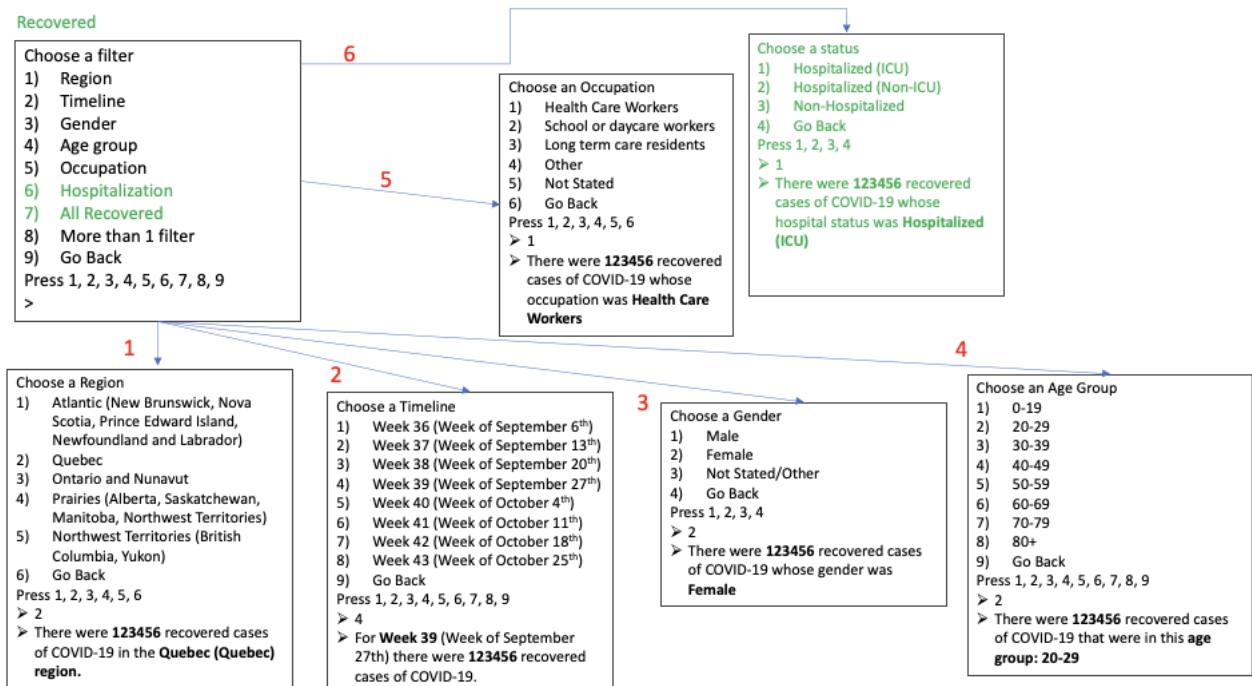 Recovered
Choose a filter
1) Region
2) Timeline
3) Gender
4) Age group
5) Occupation
6) Hospitalization
7) All Recovered
8) More than 1 filter
9) Go Back
Press 1, 2, 3, 4, 5, 6, 7, 8, 9
>
6
5
Choose an Occupation
1) Health Care Workers
2) School or daycare workers
3) Long term care residents
4) Other
5) Not Stated
6) Go Back
Press 1, 2, 3, 4, 5, 6
➢ 1
➢ There were 123456 recovered
cases of COVID-19 whose
occupation was Health Care
Workers
Choose a status
1) Hospitalized (ICU)
2) Hospitalized (Non-ICU)
3) Non-Hospitalized
4) Go Back
Press 1, 2, 3, 4
➢ 1
➢ There were 123456 recovered
cases of COVID-19 whose
hospital status was Hospitalized
(ICU)
1
Choose a Region
1) Atlantic (New Brunswick, Nova
Scotia, Prince Edward Island,
Newfoundland and Labrador)
2) Quebec
3) Ontario and Nunavut
4) Prairies (Alberta, Saskatchewan,
Manitoba, Northwest Territories)
5) Northwest Territories (British
Columbia, Yukon)
6) Go Back
Press 1, 2, 3, 4, 5, 6
➢ 2
➢ There were 123456 recovered cases
of COVID-19 in the Quebec (Quebec)
region.
2
Choose a Timeline
1) Week 36 (Week of September 6th)
2) Week 37 (Week of September 13th)
3) Week 38 (Week of September 20th)
4) Week 39 (Week of September 27th)
5) Week 40 (Week of October 4th)
6) Week 41 (Week of October 11th)
7) Week 42 (Week of October 18th)
8) Week 43 (Week of October 25th)
9) Go Back
Press 1, 2, 3, 4, 5, 6, 7, 8, 9
➢ 4
➢ For Week 39 (Week of September
27th) there were 123456 recovered
cases of COVID-19.
3
Choose a Gender
1) Male
2) Female
3) Not Stated/Other
4) Go Back
Press 1, 2, 3, 4
➢ 2
➢ There were 123456 recovered cases
of COVID-19 whose gender was
Female
4
Choose an Age Group
1) 0-19
2) 20-29
3) 30-39
4) 40-49
5) 50-59
6) 60-69
7) 70-79
8) 80+
9) Go Back
Press 1, 2, 3, 4, 5, 6, 7, 8, 9
➢ 2
➢ There were 123456 recovered cases
of COVID-19 that were in this age
group: 20-29